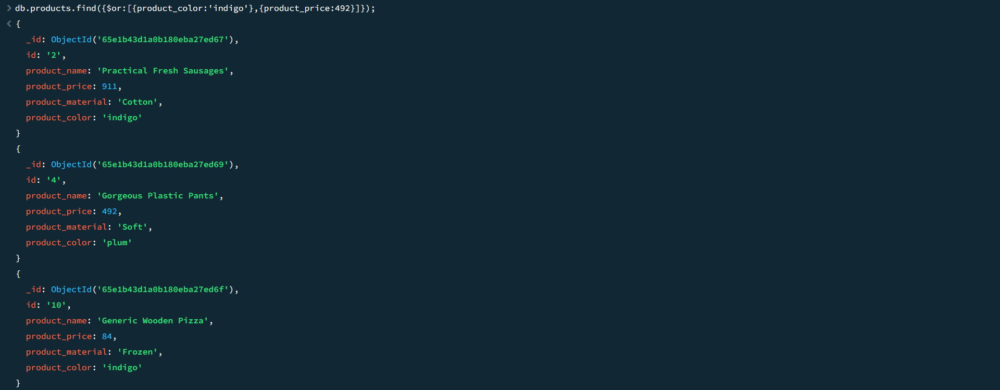 db.products.find({$or:[{product_color:'indigo'},{product_price:492}]});
{
_id: ObjectId('65e1b43d1a0b180eba27ed67'),
id: '2',
product_name: 'Practical Fresh Sausages',
product_price: 911,
product_material: 'Cotton',
product_color: 'indigo'
}
{
_id: ObjectId('65e1b43d1a0b180eba27ed69'),
id: '4',
product_name: 'Gorgeous Plastic Pants',
product_price: 492,
product_material: 'Soft',
product_color: 'plum'
}
{
_id: ObjectId('65e1b43d1a0b180eba27ed6f'),
id: '10',
product_name: 'Generic Wooden Pizza',
product_price: 84,
product_material: 'Frozen',
product_color: 'indigo'
}